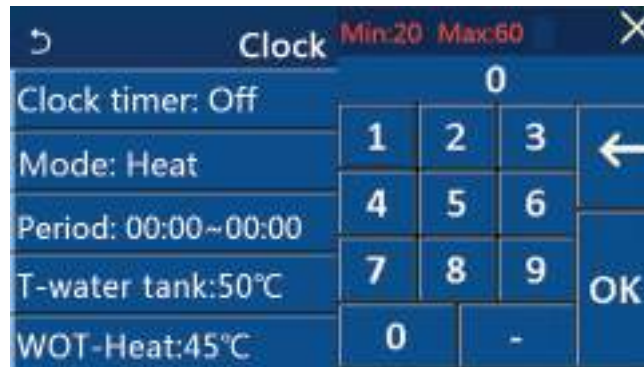 Clock
Clock timer: Off
Mode: Heat
Period: 00:00~00:00
T-water tank:50℃
WOT-Heat:45℃
Min:20 Max:60
0
1 2 3
4 5 6
7 8 9
0 -
OK